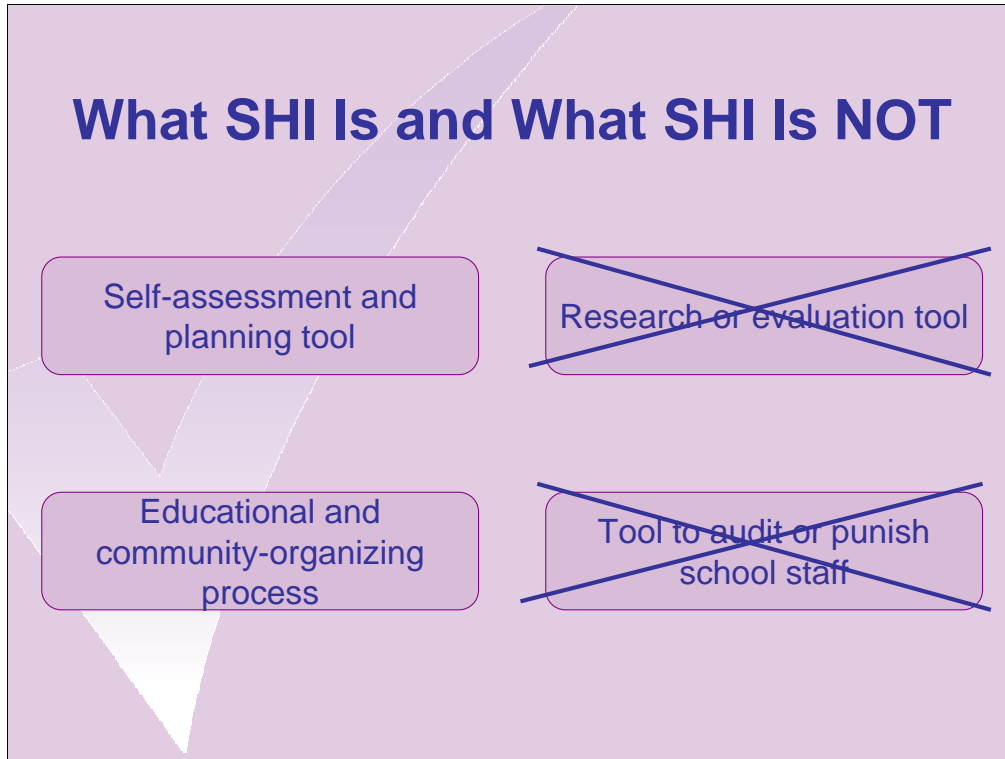 What SHI Is and What SHI Is NOT
Self-assessment and
planning tool
Research or evaluation tool
Educational and
community-organizing
process
Tool to audit or punish
school staff